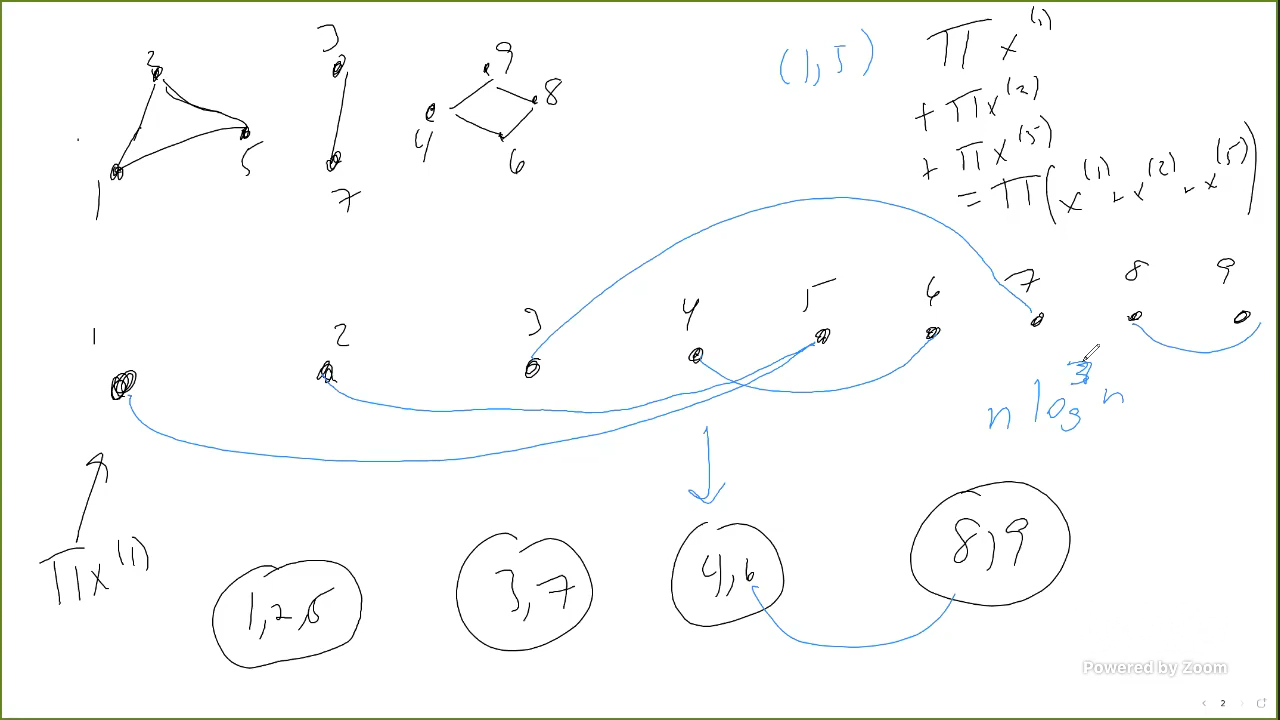 3
9
8
4
6
2
5
1
7
(1,5)
Πx^(1)
+ Πx^(2)
+ Πx^(5)
= Π(x^(1) + x^(2) + x^(5))
1 2 3 4 5 6 7 8 9
n log^3 n
Πx^(1)
1,2,5
3,7
4,6
8,9
Powered by Zoom
2